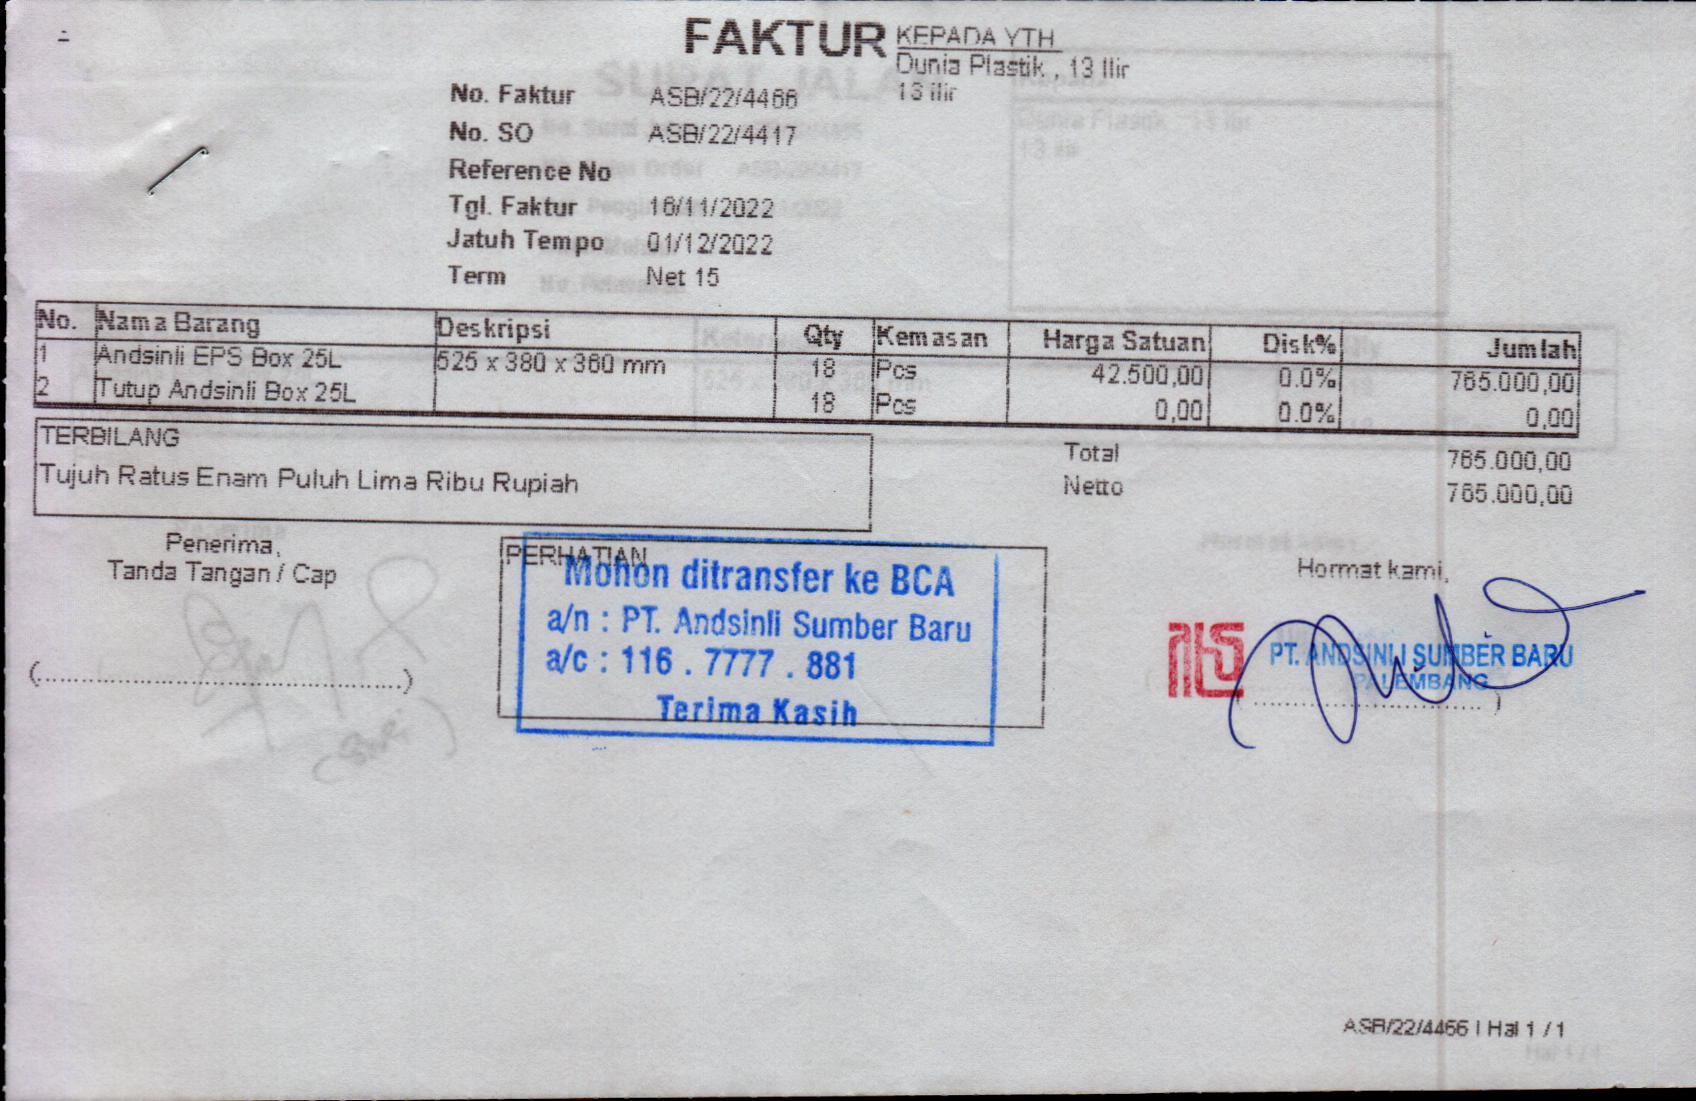 FAKTUR
KEPADA YTH
Dunia Plastik , 13 Ilir
13 ilir
No. Faktur ASB/22/4466
No. SO ASB/22/4417
Reference No
Tgl. Faktur 16/11/2022
Jatuh Tempo 01/12/2022
Term Net 15
No. Nama Barang Deskripsi Qty Kemasan Harga Satuan Disk% Jumlah
1 Andsinli EPS Box 25L 525 x 380 x 360 mm 18 Pcs 42.500,00 0.0% 765.000,00
2 Tutup Andsinli Box 25L 18 Pcs 0,00 0.0% 0,00
TERBILANG
Tujuh Ratus Enam Puluh Lima Ribu Rupiah
Total 765.000,00
Netto 765.000,00
Penerima,
Tanda Tangan / Cap
(....................................................)
PERHATIAN
Mohon ditransfer ke BCA
a/n : PT. Andsinli Sumber Baru
a/c : 116 . 7777 . 881
Terima Kasih
Hormat kami,
PT. ANDSINLI SUMBER BARU
PALEMBANG
(....................................)
ASB/22/4466 | Hal 1 / 1